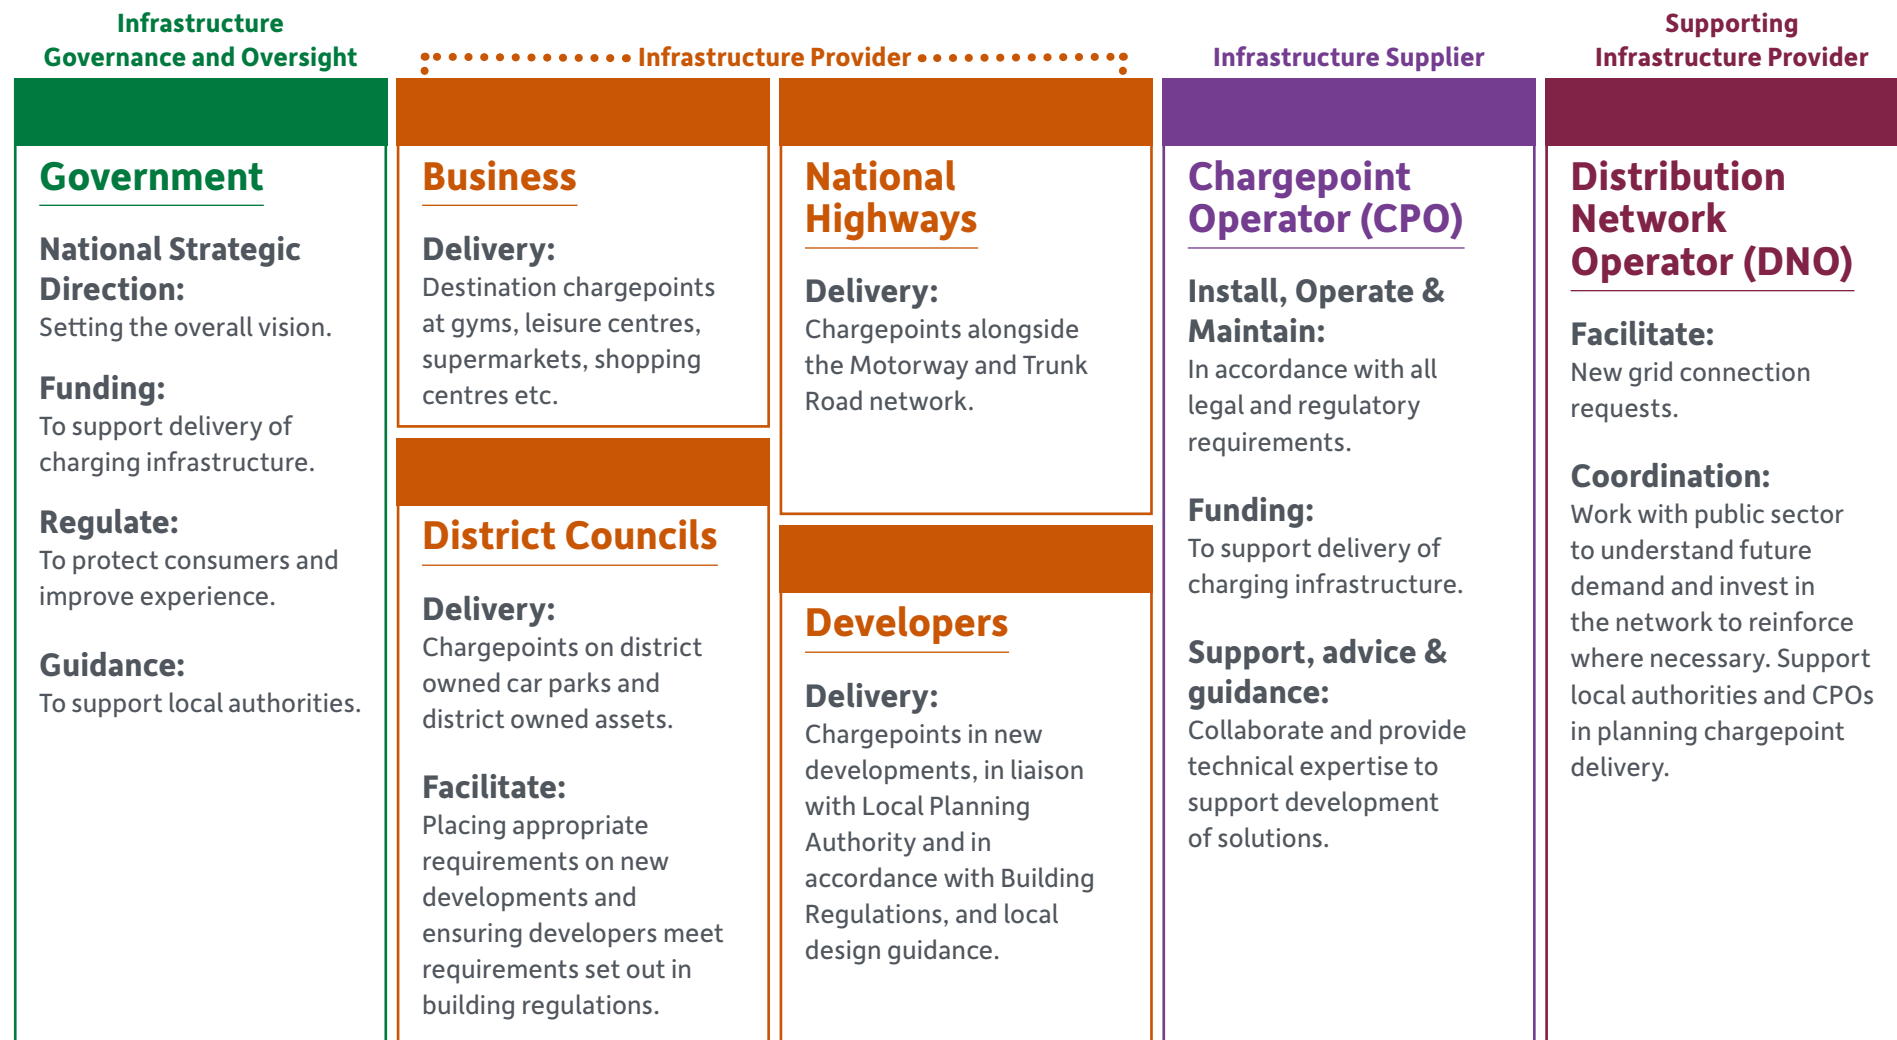 Infrastructure
Governance and Oversight
Infrastructure Provider
Infrastructure Supplier
Supporting
Infrastructure Provider
Government
National Strategic
Direction:
Setting the overall vision.
Funding:
To support delivery of
charging infrastructure.
Regulate:
To protect consumers and
improve experience.
Guidance:
To support local authorities.
Business
Delivery:
Destination chargepoints
at gyms, leisure centres,
supermarkets, shopping
centres etc.
District Councils
Delivery:
Chargepoints on district
owned car parks and
district owned assets.
Facilitate:
Placing appropriate
requirements on new
developments and
ensuring developers meet
requirements set out in
building regulations.
National
Highways
Delivery:
Chargepoints alongside
the Motorway and Trunk
Road network.
Developers
Delivery:
Chargepoints in new
developments, in liaison
with Local Planning
Authority and in
accordance with Building
Regulations, and local
design guidance.
Chargepoint
Operator (CPO)
Install, Operate &
Maintain:
In accordance with all
legal and regulatory
requirements.
Funding:
To support delivery of
charging infrastructure.
Support, advice &
guidance:
Collaborate and provide
technical expertise to
support development
of solutions.
Distribution
Network
Operator (DNO)
Facilitate:
New grid connection
requests.
Coordination:
Work with public sector
to understand future
demand and invest in
the network to reinforce
where necessary. Support
local authorities and CPOs
in planning chargepoint
delivery.